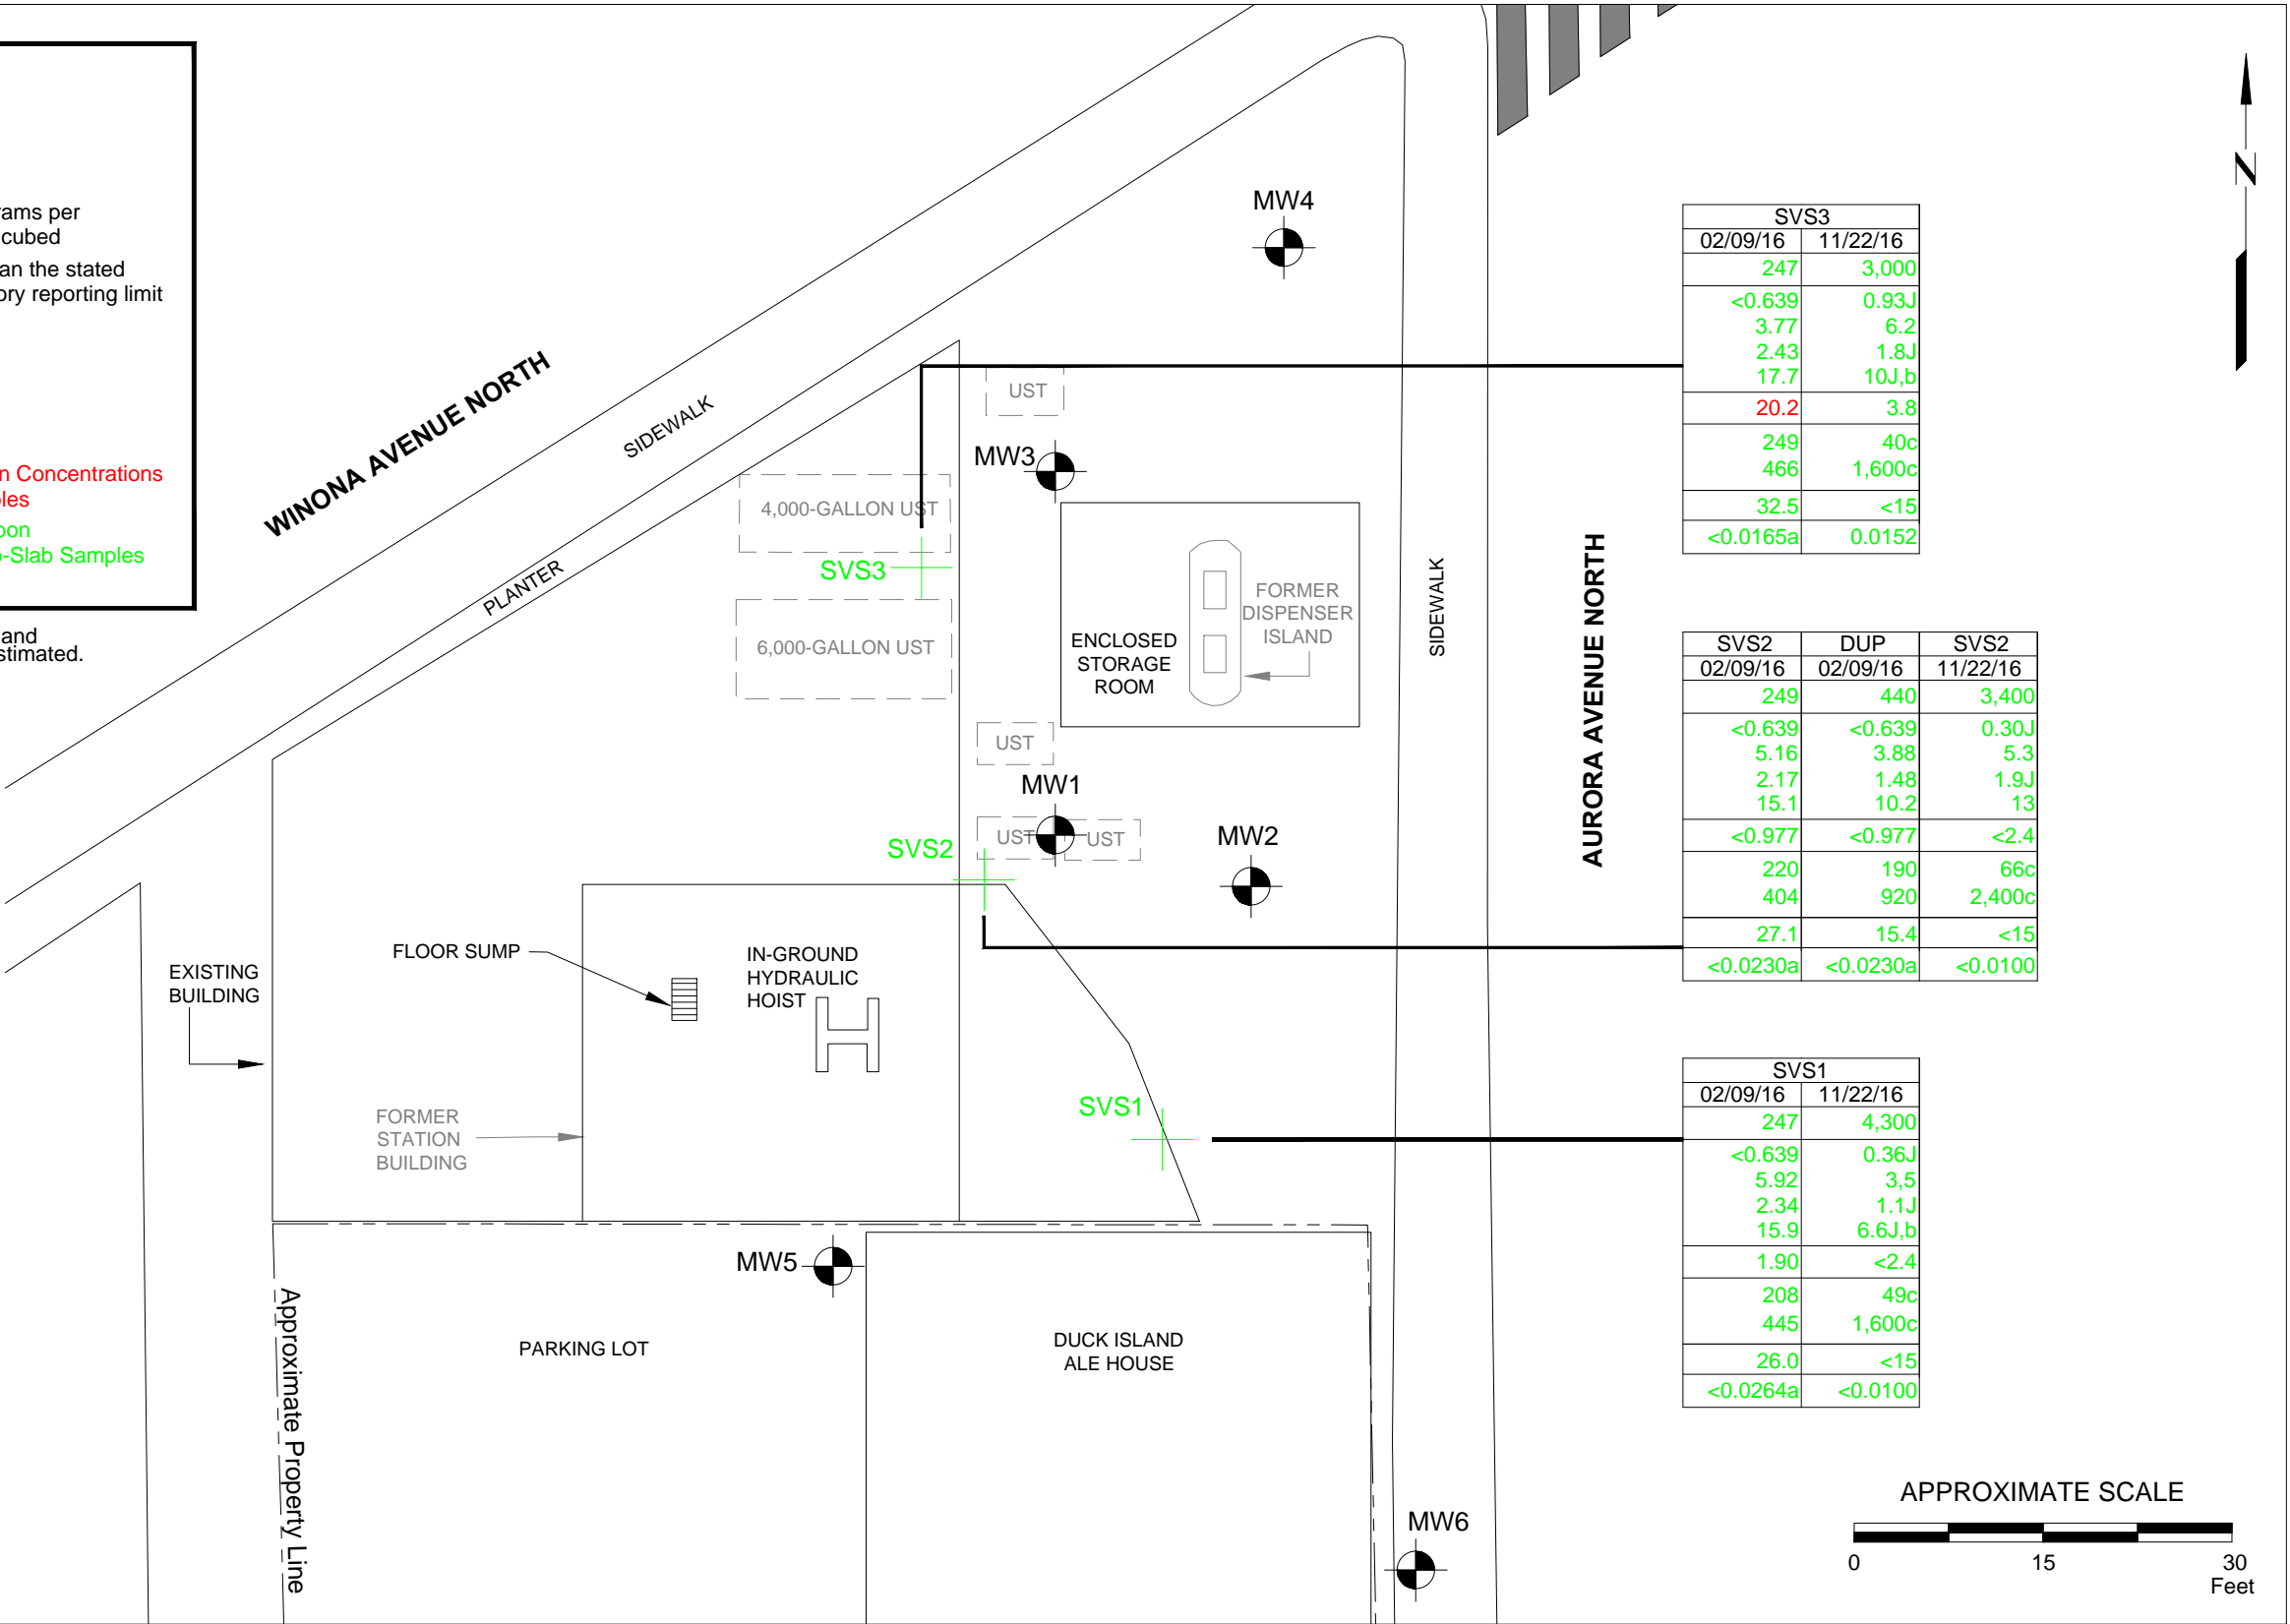 cubed
an the stated
reporting limit
Concentrations
Samples
and
MW4
N
WINONA AVENUE NORTH
SIDEWALK
PLANTER
UST
MW3
4,000-GALLON UST
SVS3
6,000-GALLON UST
ENCLOSED
STORAGE
ROOM
FORMER
DISPENSER
ISLAND
SIDEWALK
AURORA AVENUE NORTH
UST
MW1
UST
UST
MW2
SVS2
FLOOR SUMP
IN-GROUND
HYDRAULIC
HOIST
EXISTING
BUILDING
FORMER
STATION
BUILDING
SVS1
MW5
Approximate Property Line
PARKING LOT
DUCK ISLAND
ALE HOUSE
MW6
SVS3
02/09/16 11/22/16
247 3,000
<0.639 0.93J
3.77 6.2
2.43 1.8J
17.7 10J,b
20.2 3.8
249 40c
466 1,600c
32.5 <15
<0.0165a 0.0152
SVS2 DUP SVS2
02/09/16 02/09/16 11/22/16
249 440 3,400
<0.639 <0.639 0.30J
5.16 3.88 5.3
2.17 1.48 1.9J
15.1 10.2 13
<0.977 <0.977 <2.4
220 190 66c
404 920 2,400c
27.1 15.4 <15
<0.0230a <0.0230a <0.0100
SVS1
02/09/16 11/22/16
247 4,300
<0.639 0.36J
5.92 3,5
2.34 1.1J
15.9 6.6J,b
1.90 <2.4
208 49c
445 1,600c
26.0 <15
<0.0264a <0.0100
APPROXIMATE SCALE
0 15 30
Feet